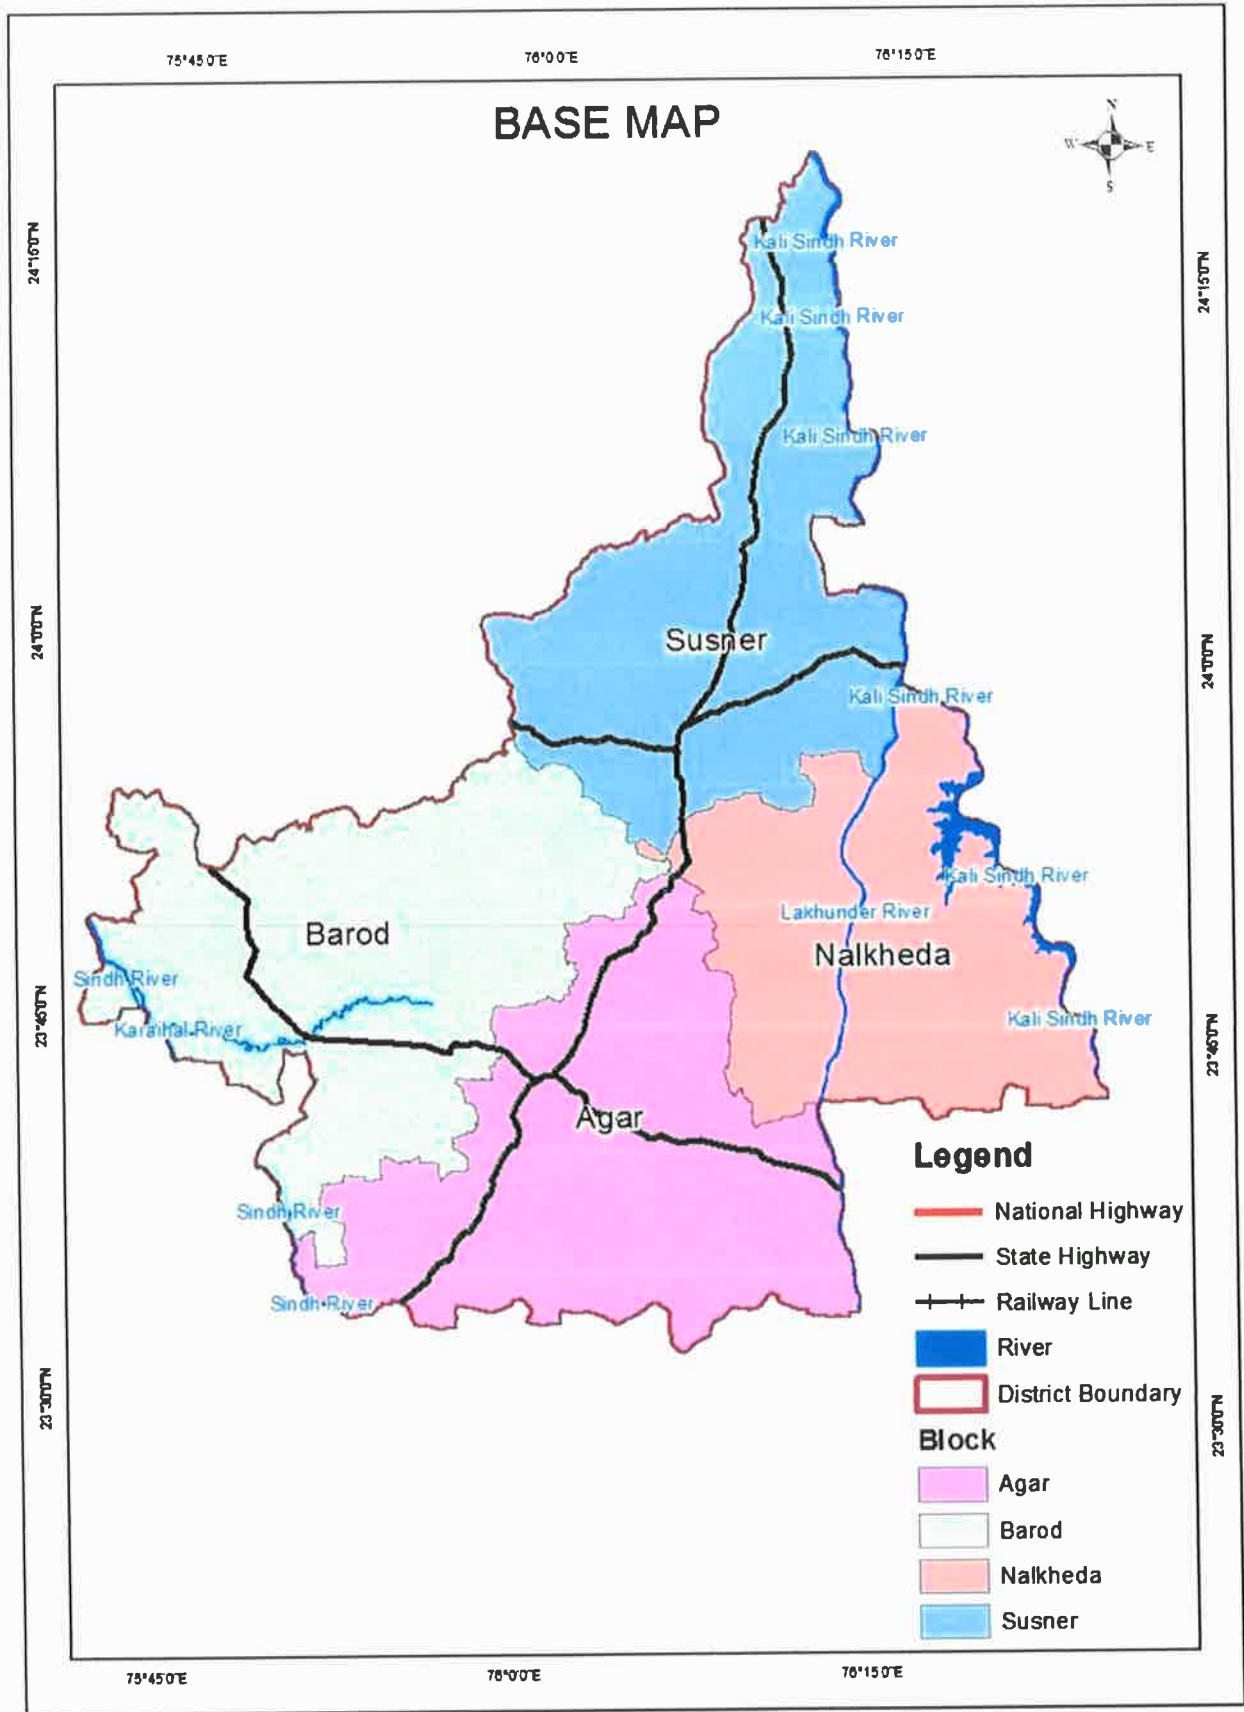 75°45'0"E 76°0'0"E 76°15'0"E
BASE MAP
N
W E
S
24°15'0"N
24°15'0"N
Kali Sindh River
Kali Sindh River
Kali Sindh River
24°0'0"N
24°0'0"N
Susner
Kali Sindh River
Kali Sindh River
Lakhunder River
Barod
Nalkheda
Sindh River
23°45'0"N
Kali Sindh River
23°45'0"N
Agar
Sindh River
Sindh River
Legend
National Highway
State Highway
Railway Line
River
District Boundary
23°30'0"N
23°30'0"N
Block
Agar
Barod
Nalkheda
Susner
75°45'0"E 76°0'0"E 76°15'0"E